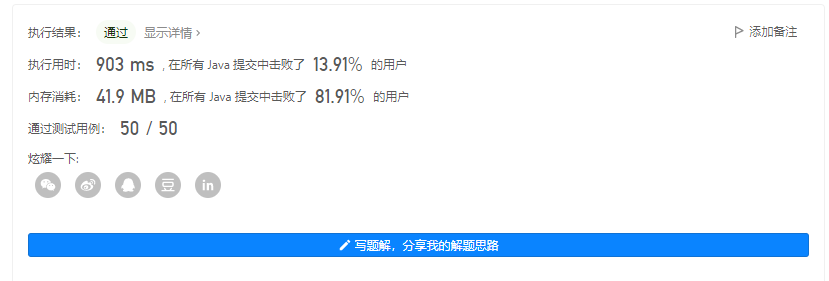 执行结果： 通过 显示详情 › 添加备注
执行用时： 903 ms , 在所有 Java 提交中击败了 13.91% 的用户
内存消耗： 41.9 MB , 在所有 Java 提交中击败了 81.91% 的用户
通过测试用例： 50 / 50
炫耀一下:
豆 in
写题解，分享我的解题思路